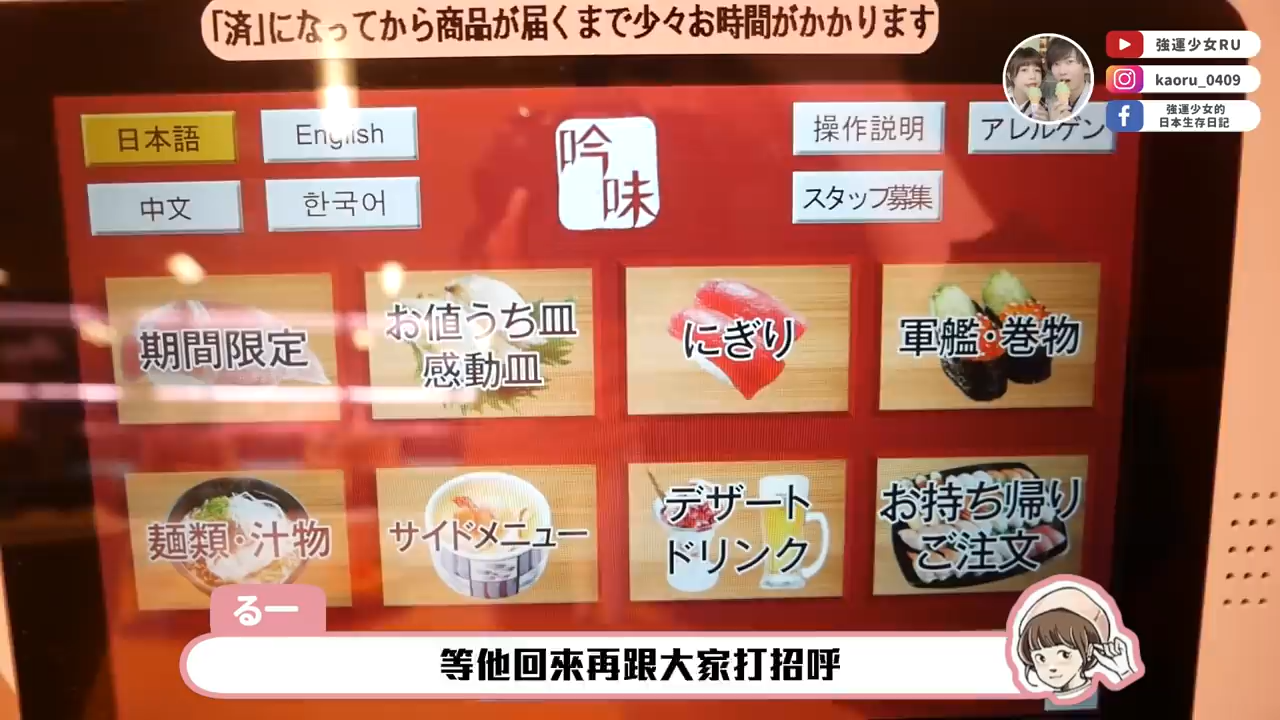 「済」になってから商品が届くまで少々お時間がかかります
強運少女RU
kaoru_0409
強運少女的
日本生存日記
日本語
English
中文
한국어
吟味
操作説明
アレルゲン
スタッフ募集
期間限定
お値うち皿
感動皿
にぎり
軍艦・巻物
麺類・汁物
サイドメニュー
デザート
ドリンク
お持ち帰り
ご注文
るー
等他回來再跟大家打招呼